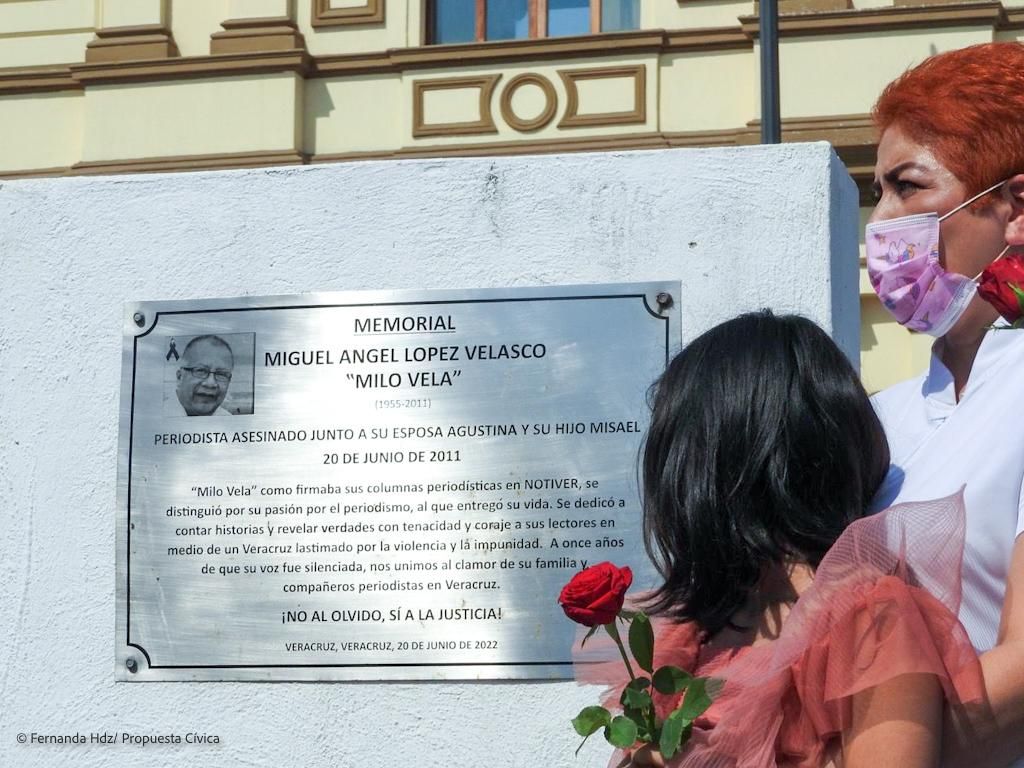 MEMORIAL
MIGUEL ANGEL LOPEZ VELASCO
"MILO VELA"
(1955-2011)
PERIODISTA ASESINADO JUNTO A SU ESPOSA AGUSTINA Y SU HIJO MISAEL
20 DE JUNIO DE 2011
"Milo Vela" como firmaba sus columnas periodísticas en NOTIVER, se
distinguió por su pasión por el periodismo, al que entregó su vida. Se dedicó a
contar historias y revelar verdades con tenacidad y coraje a sus lectores en
medio de un Veracruz lastimado por la violencia y la impunidad. A once años
de que su voz fue silenciada, nos unimos al clamor de su familia y
compañeros periodistas en Veracruz.
¡NO AL OLVIDO, SÍ A LA JUSTICIA!
VERACRUZ, VERACRUZ, 20 DE JUNIO DE 2022
© Fernanda Hdz/ Propuesta Cívica